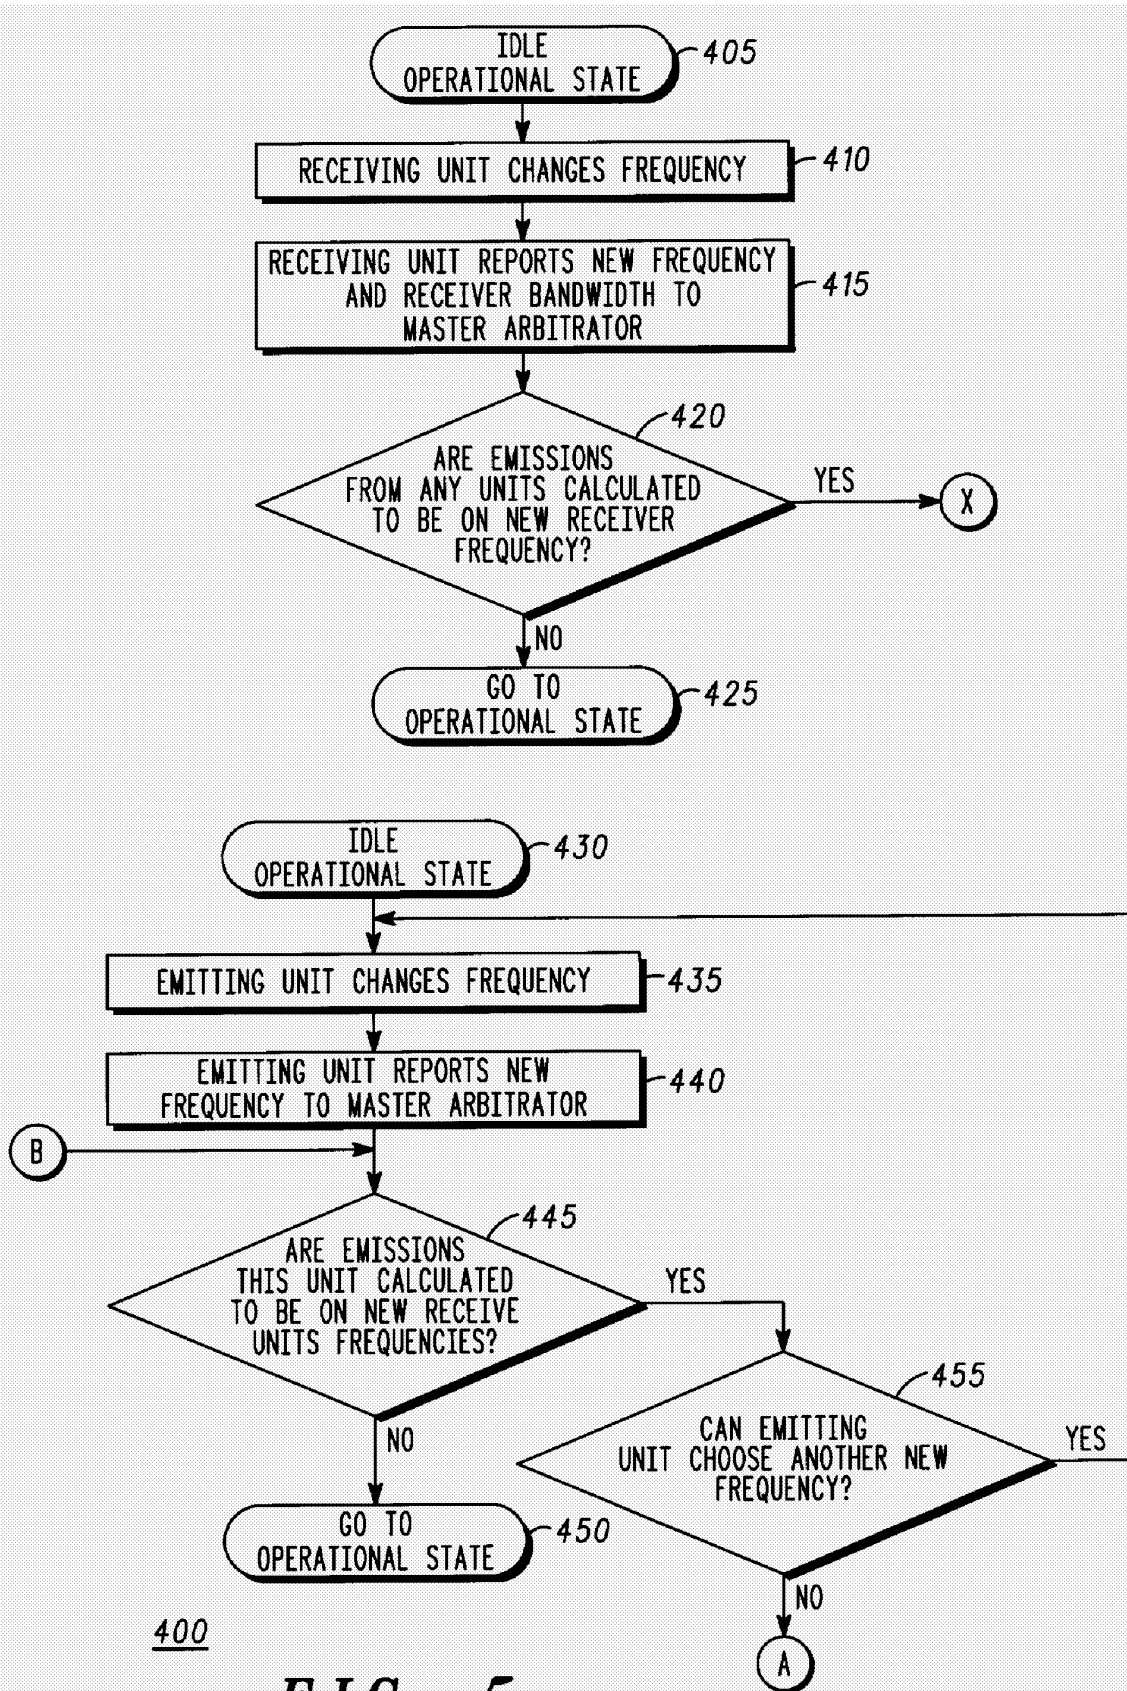 IDLE
OPERATIONAL STATE
405
RECEIVING UNIT CHANGES FREQUENCY
410
RECEIVING UNIT REPORTS NEW FREQUENCY
AND RECEIVER BANDWIDTH TO
MASTER ARBITRATOR
415
420
ARE EMISSIONS
FROM ANY UNITS CALCULATED
TO BE ON NEW RECEIVER
FREQUENCY?
YES
X
NO
GO TO
OPERATIONAL STATE
425
IDLE
OPERATIONAL STATE
430
EMITTING UNIT CHANGES FREQUENCY
435
EMITTING UNIT REPORTS NEW
FREQUENCY TO MASTER ARBITRATOR
440
B
445
ARE EMISSIONS
THIS UNIT CALCULATED
TO BE ON NEW RECEIVE
UNITS FREQUENCIES?
YES
455
CAN EMITTING
UNIT CHOOSE ANOTHER NEW
FREQUENCY?
YES
NO
GO TO
OPERATIONAL STATE
450
NO
A
400
FIG. 5